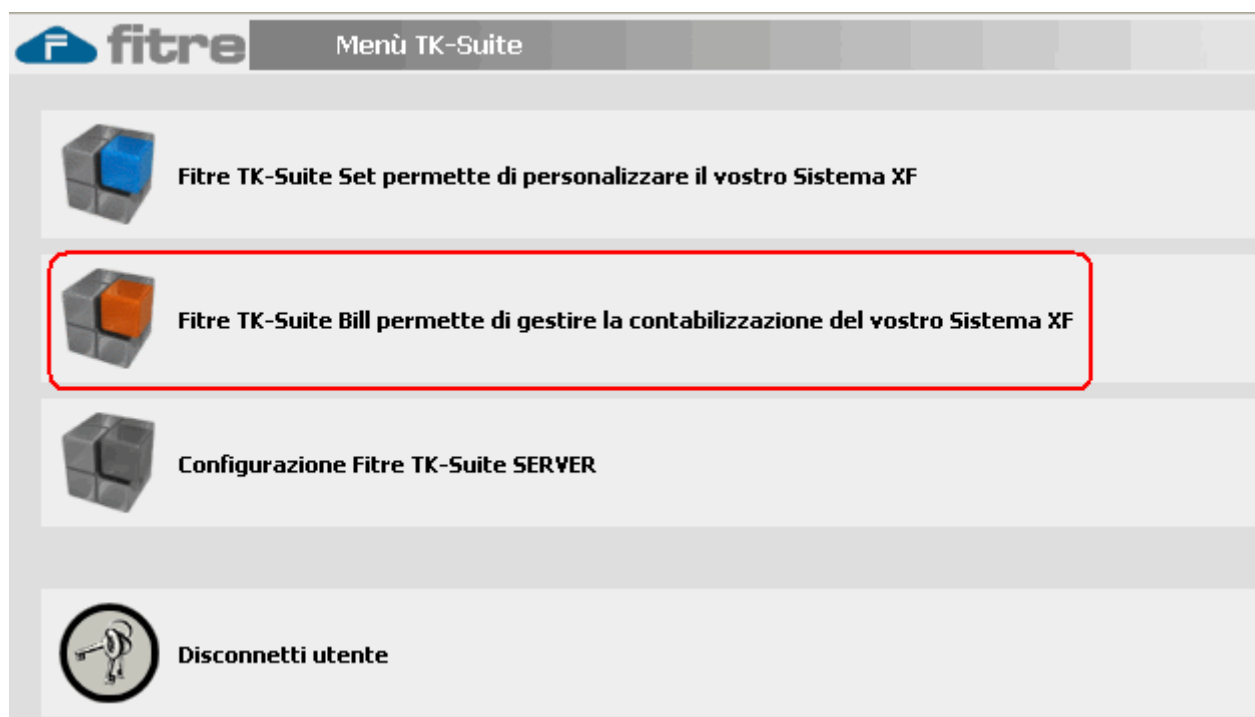 fitre
Menù TK-Suite
Fitre TK-Suite Set permette di personalizzare il vostro Sistema XF
Fitre TK-Suite Bill permette di gestire la contabilizzazione del vostro Sistema XF
Configurazione Fitre TK-Suite SERVER
Disconnetti utente